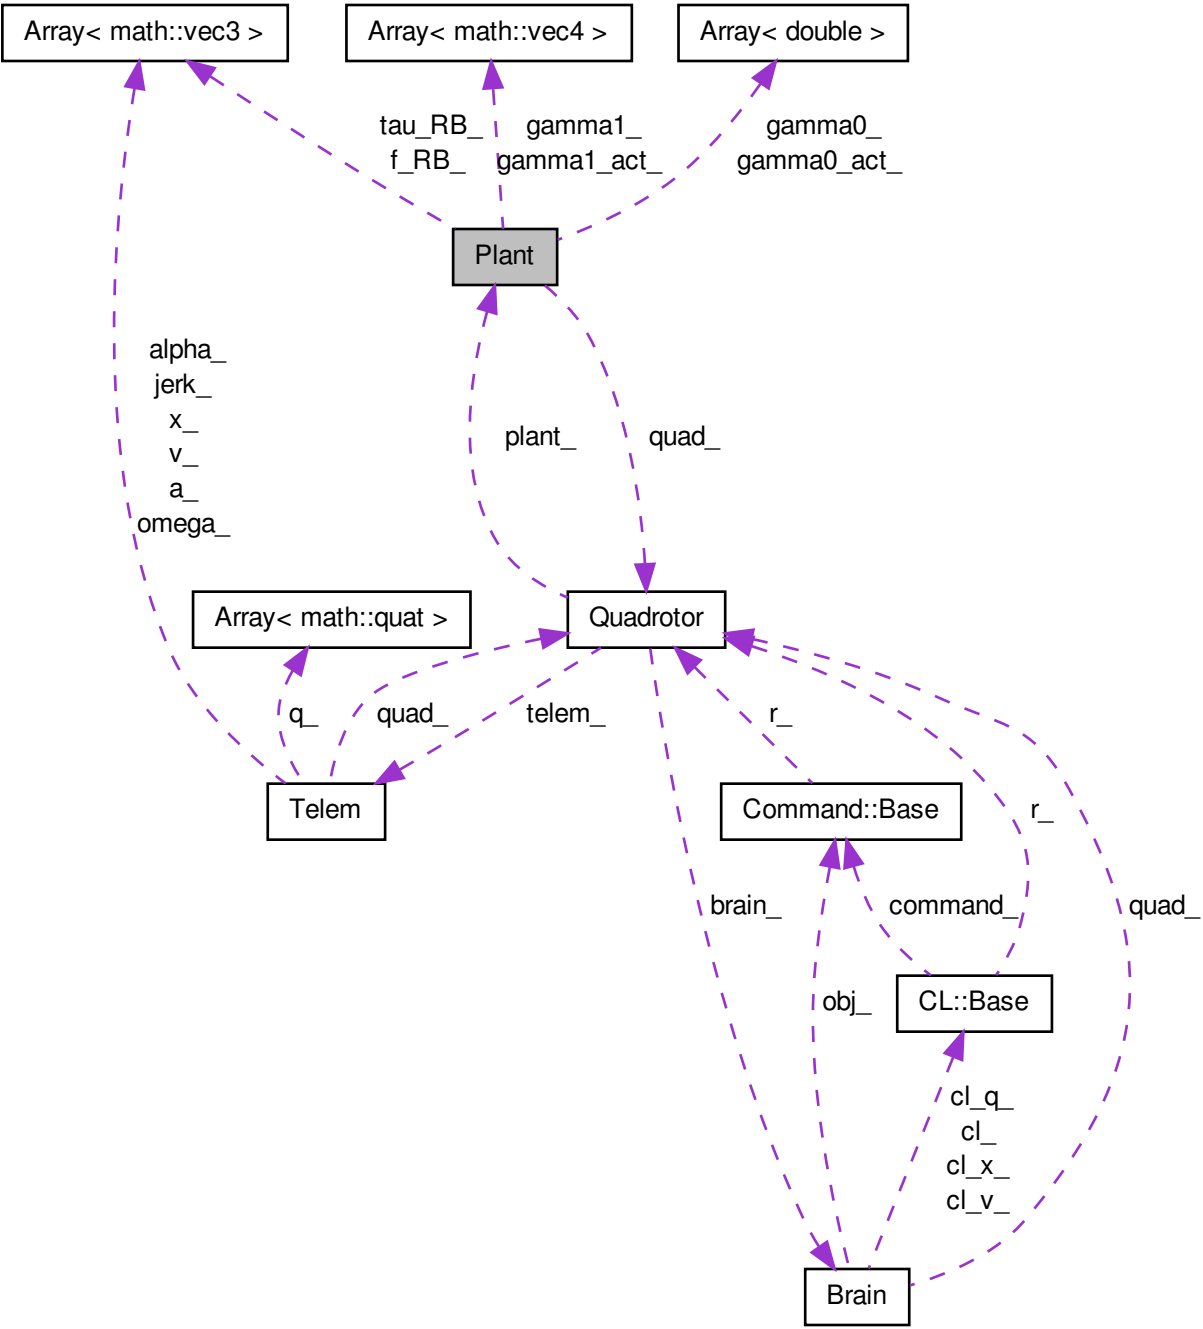 Array< math::vec3 >
Array< math::vec4 >
Array< double >
tau_RB_
f_RB_
gamma1_
gamma1_act_
gamma0_
gamma0_act_
Plant
alpha_
jerk_
x_
v_
a_
omega_
plant_
quad_
Array< math::quat >
Quadrotor
q_
quad_
telem_
r_
Telem
Command::Base
r_
brain_
command_
quad_
obj_
CL::Base
cl_q_
cl_
cl_x_
cl_v_
Brain